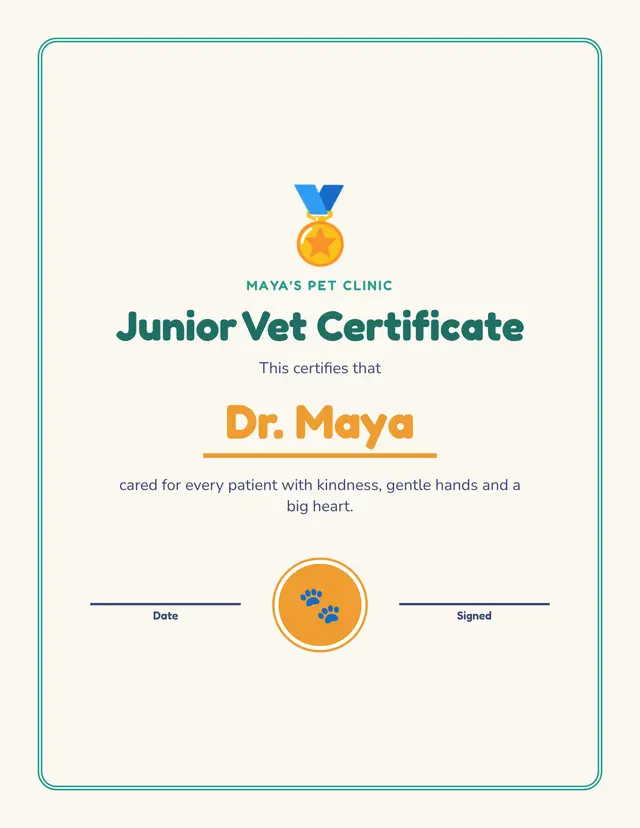 MAYA'S PET CLINIC
Junior Vet Certificate
This certifies that
Dr. Maya
cared for every patient with kindness, gentle hands and a
big heart.
Date
Signed